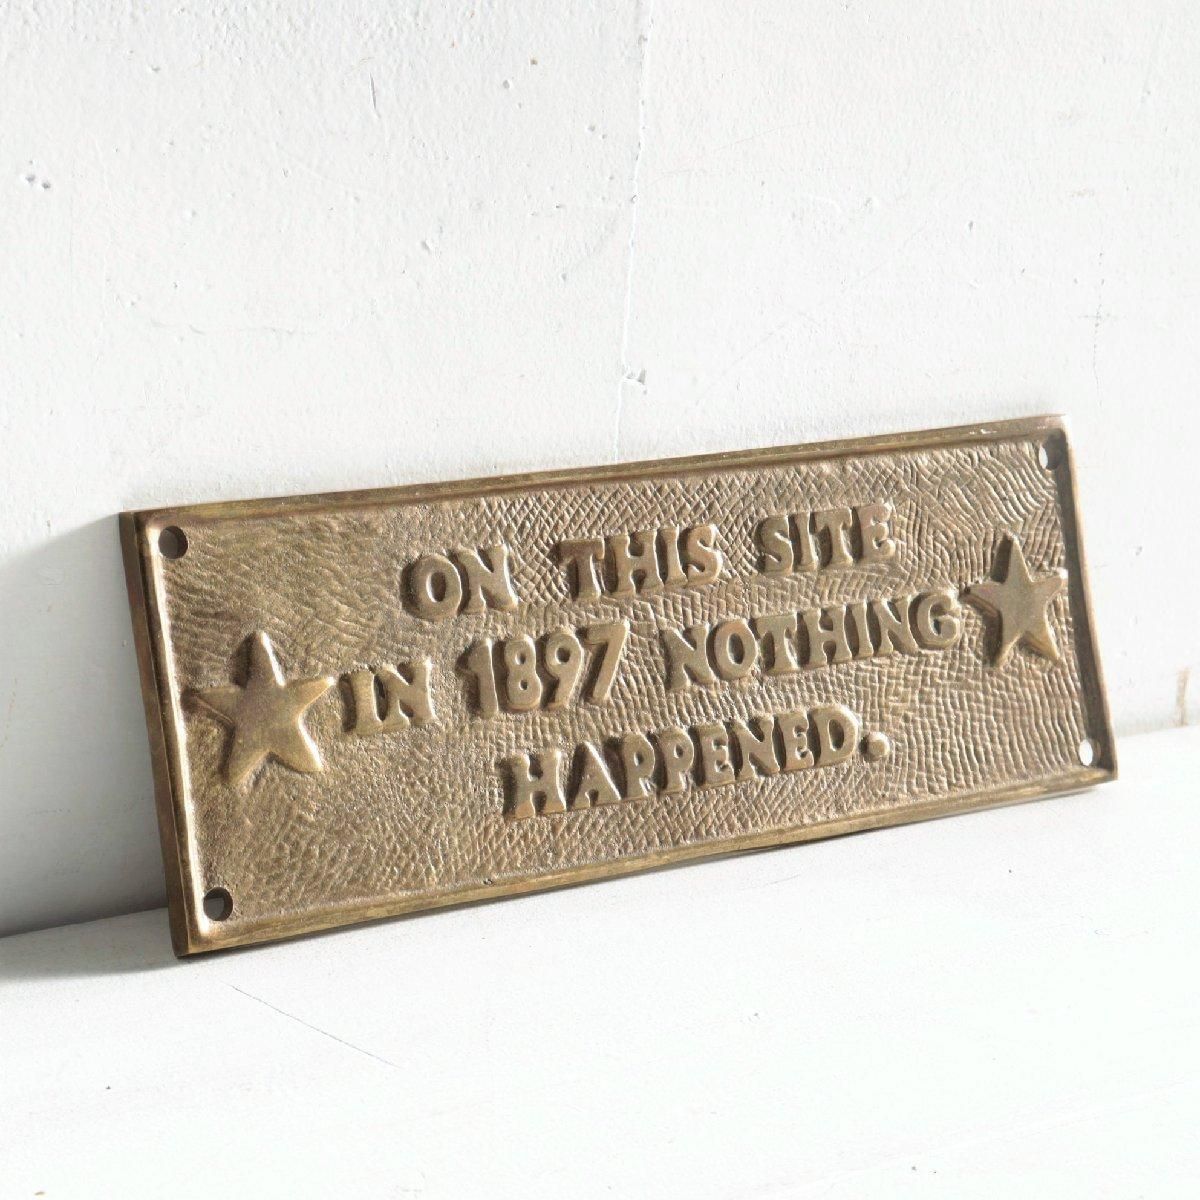 ON THIS SITE
IN 1897 NOTHING
HAPPENED.